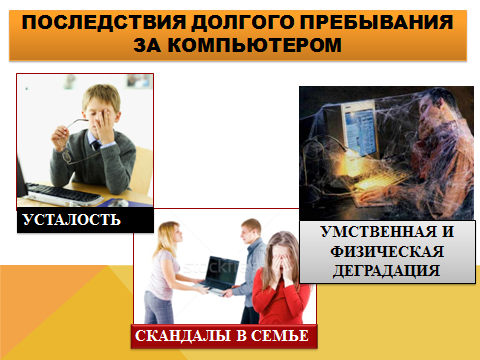 ПОСЛЕДСТВИЯ ДОЛГОГО ПРЕБЫВАНИЯ
ЗА КОМПЬЮТЕРОМ
УСТАЛОСТЬ
УМСТВЕННАЯ И
ФИЗИЧЕСКАЯ
ДЕГРАДАЦИЯ
СКАНДАЛЫ В СЕМЬЕ